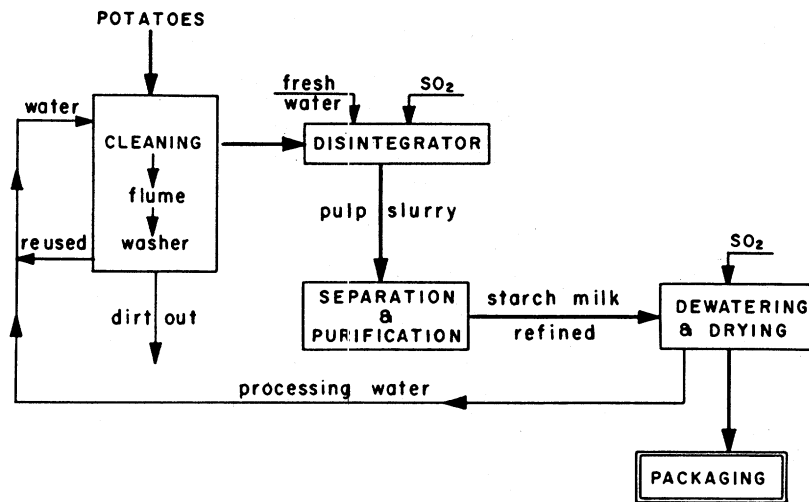 POTATOES
water
CLEANING
flume
washer
reused
dirt out
fresh
water
SO₂
DISINTEGRATOR
pulp slurry
SEPARATION
&
PURIFICATION
starch milk
refined
SO₂
DEWATERING
& DRYING
processing water
PACKAGING